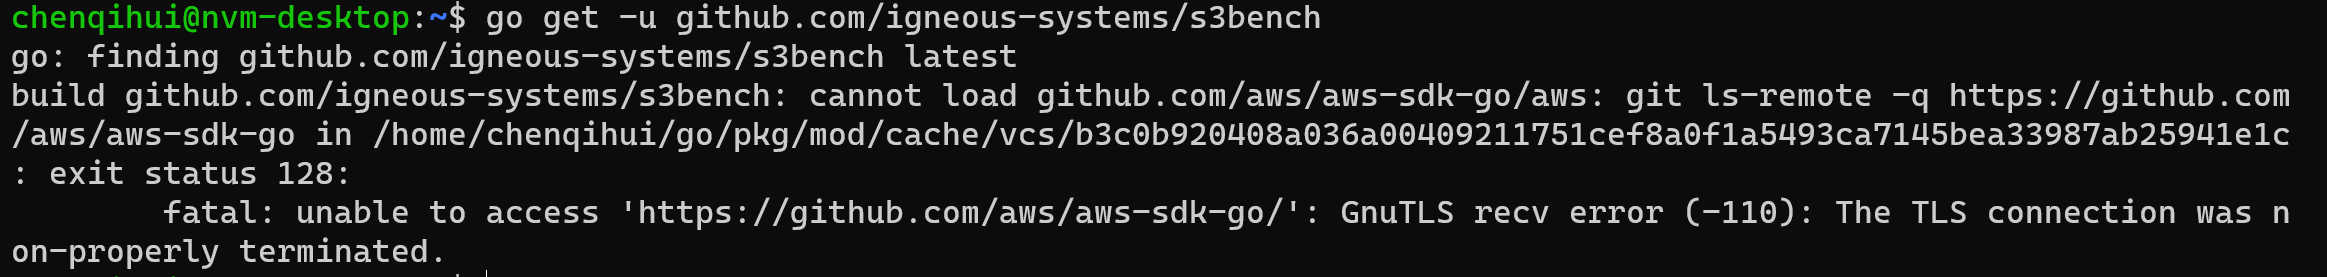 chenqihui@nvm-desktop:~$ go get -u github.com/igneous-systems/s3bench
go: finding github.com/igneous-systems/s3bench latest
build github.com/igneous-systems/s3bench: cannot load github.com/aws/aws-sdk-go/aws: git ls-remote -q https://github.com
/aws/aws-sdk-go in /home/chenqihui/go/pkg/mod/cache/vcs/b3c0b920408a036a00409211751cef8a0f1a5493ca7145bea33987ab25941e1c
: exit status 128:
fatal: unable to access 'https://github.com/aws/aws-sdk-go/': GnuTLS recv error (-110): The TLS connection was n
on-properly terminated.